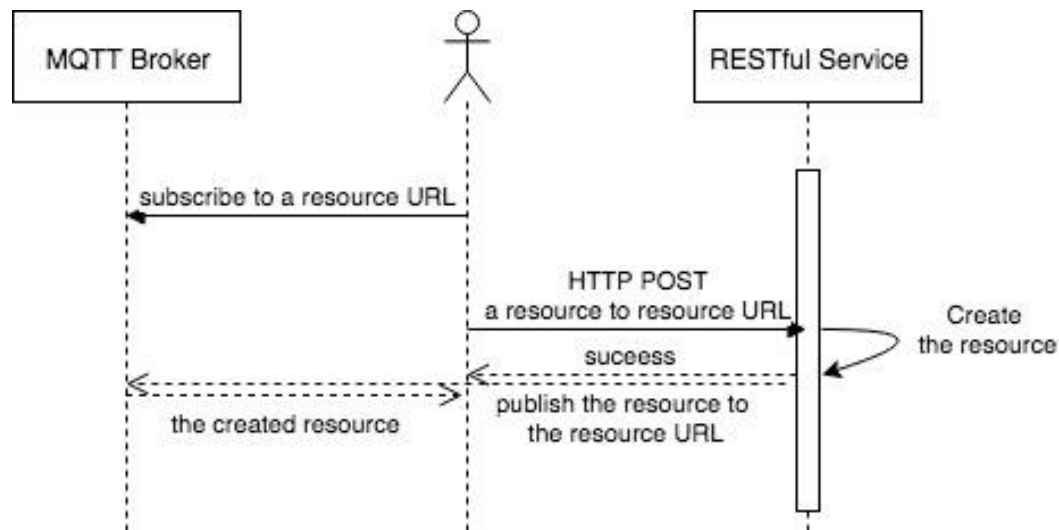 MQTT Broker
RESTful Service
subscribe to a resource URL
HTTP POST
a resource to resource URL
Create
the resource
suceess
the created resource
publish the resource to
the resource URL